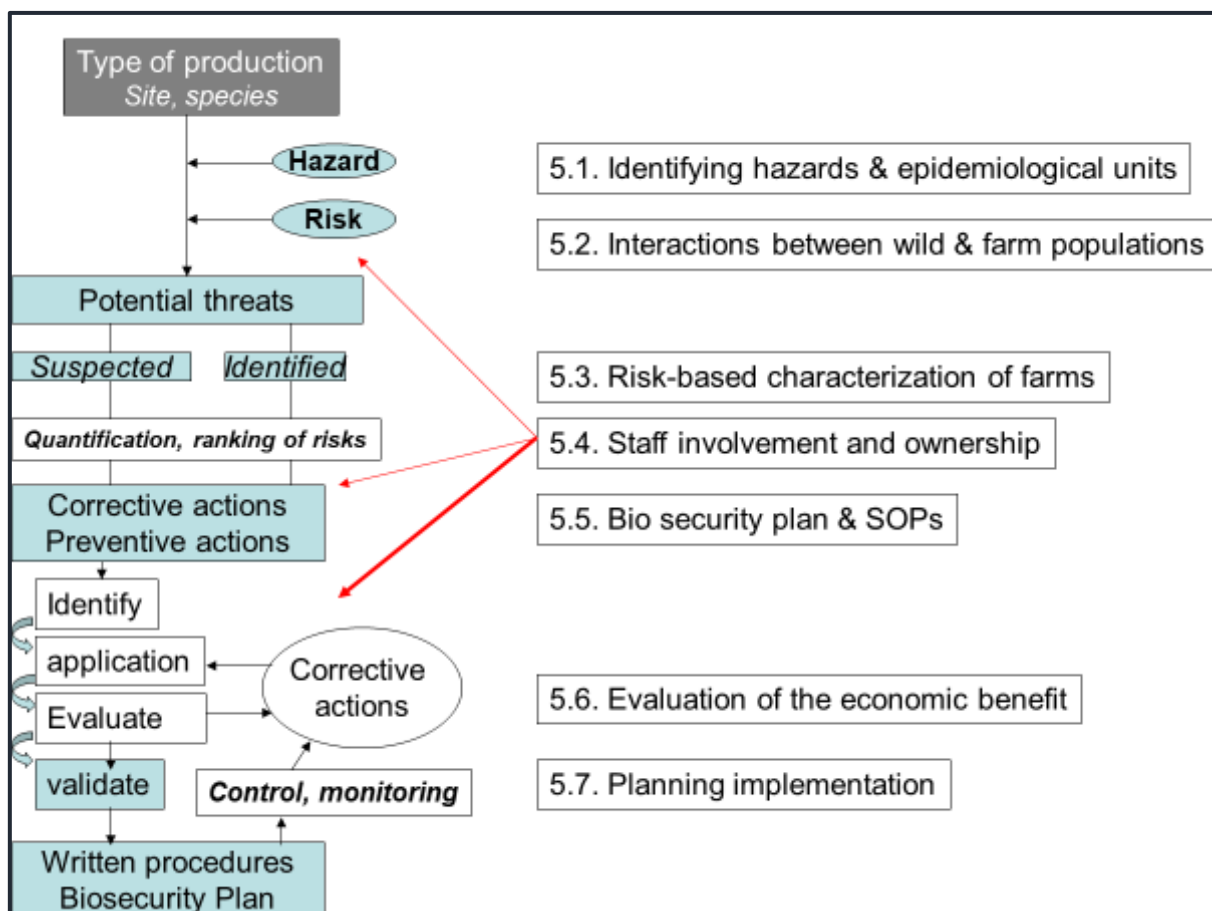 Type of production
Site, species
Hazard
Risk
Potential threats
Suspected
Identified
Quantification, ranking of risks
Corrective actions
Preventive actions
Identify
application
Evaluate
validate
Corrective
actions
Control, monitoring
Written procedures
Biosecurity Plan
5.1. Identifying hazards & epidemiological units
5.2. Interactions between wild & farm populations
5.3. Risk-based characterization of farms
5.4. Staff involvement and ownership
5.5. Bio security plan & SOPs
5.6. Evaluation of the economic benefit
5.7. Planning implementation